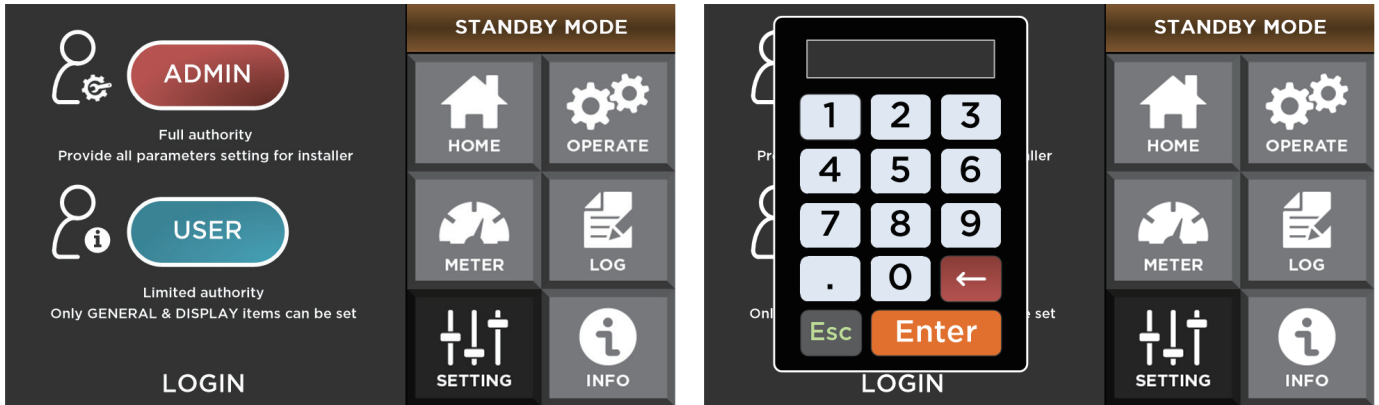 ADMIN
Full authority
Provide all parameters setting for installer
USER
Limited authority
Only GENERAL & DISPLAY items can be set
LOGIN
STANDBY MODE
HOME
OPERATE
METER
LOG
SETTING
INFO
1 2 3
4 5 6
7 8 9
. 0 ←
Esc Enter
Pr ller
Onl set
LOGIN
STANDBY MODE
HOME
OPERATE
METER
LOG
SETTING
INFO